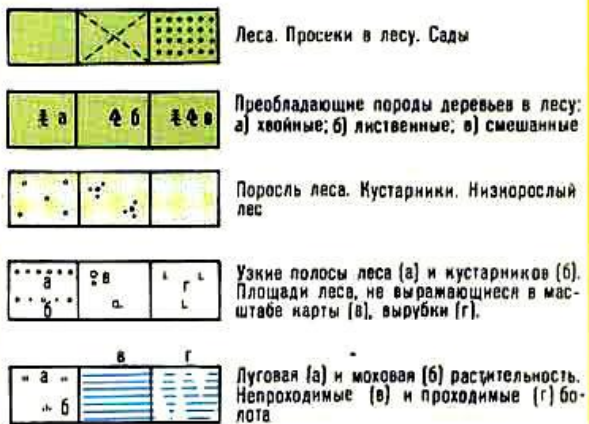 Леса. Просеки в лесу. Сады
а б в
Преобладающие породы деревьев в лесу:
а) хвойные; б) лиственные; в) смешанные
Поросль леса. Кустарники. Низкорослый
лес
а в г
б
Узкие полосы леса (а) и кустарников (б).
Площади леса, не выражающиеся в мас-
штабе карты (в), вырубки (г).
в г
а
б
Луговая (а) и моховая (б) растительность.
Непроходимые (в) и проходимые (г) бо-
лота